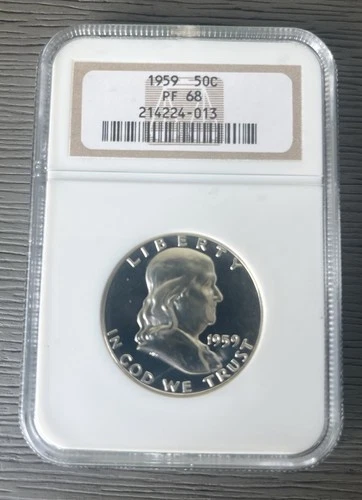 1959 50C
PF 68
214224-013
LIBERTY
1959
IN GOD WE TRUST